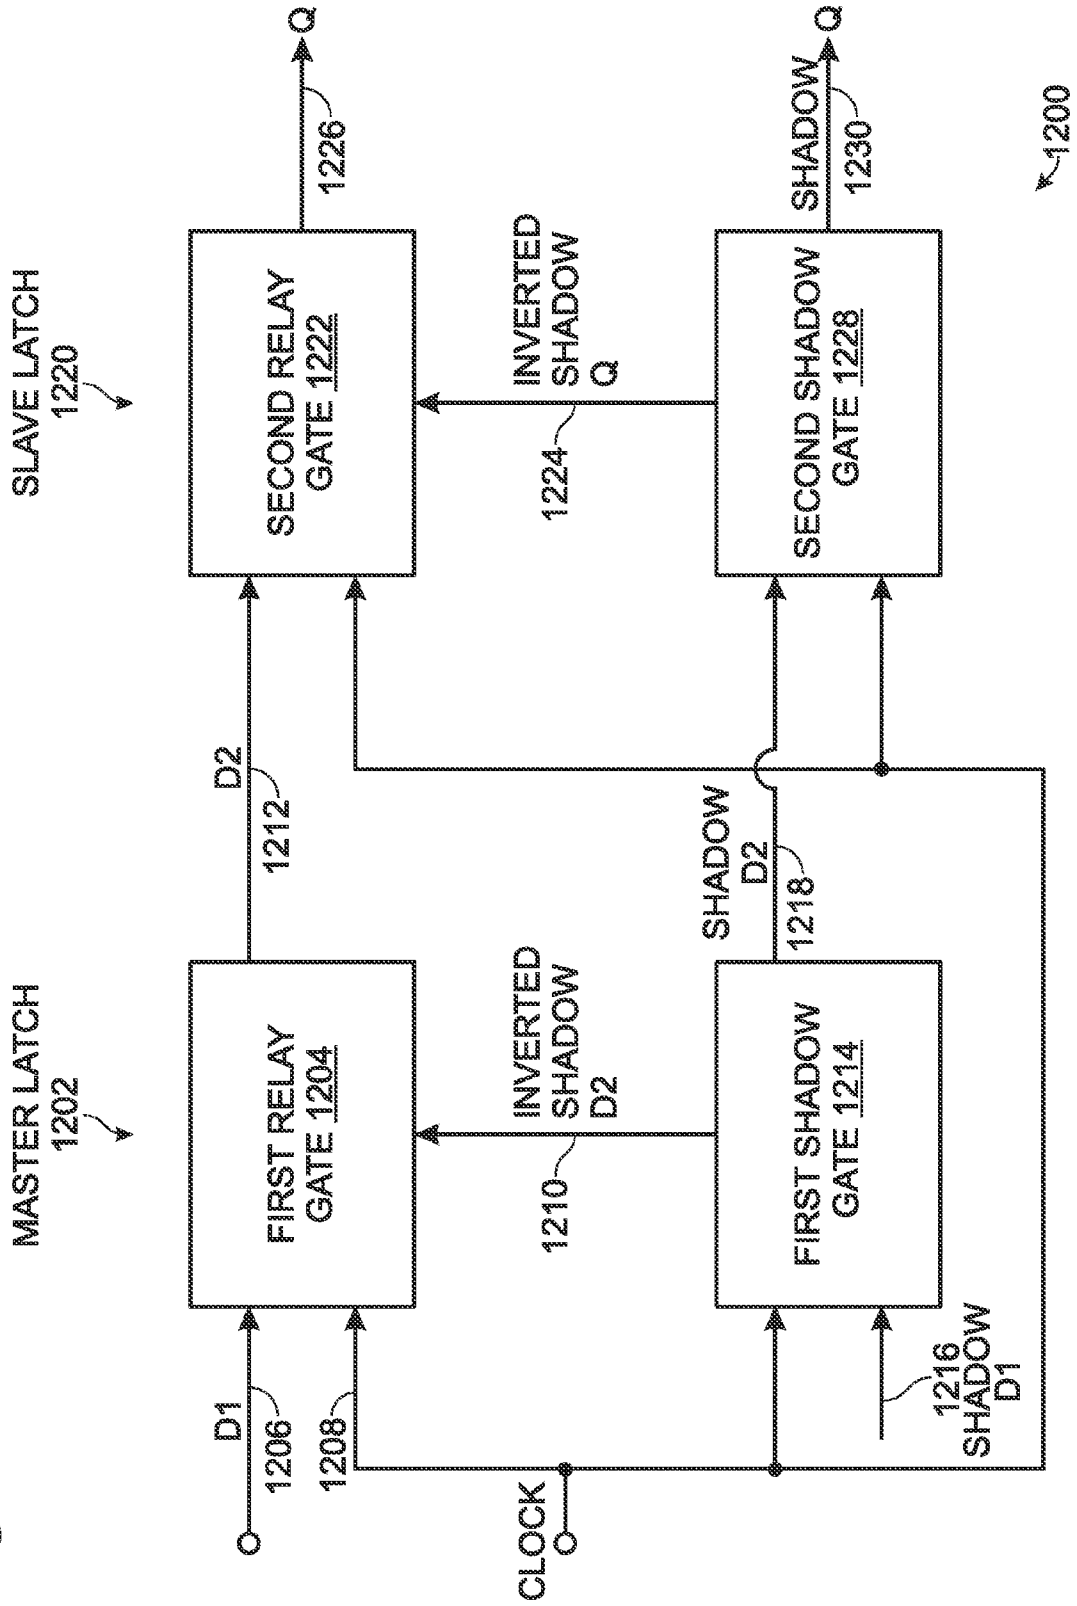 MASTER LATCH
1202
SLAVE LATCH
1220
D1
1206
1208
FIRST RELAY
GATE 1204
D2
1212
SECOND RELAY
GATE 1222
Q
1226
CLOCK
1210
INVERTED
SHADOW
D2
1224
INVERTED
SHADOW
Q
1216
SHADOW
D1
FIRST SHADOW
GATE 1214
SHADOW
D2
1218
SECOND SHADOW
GATE 1228
SHADOW
Q
1230
1200